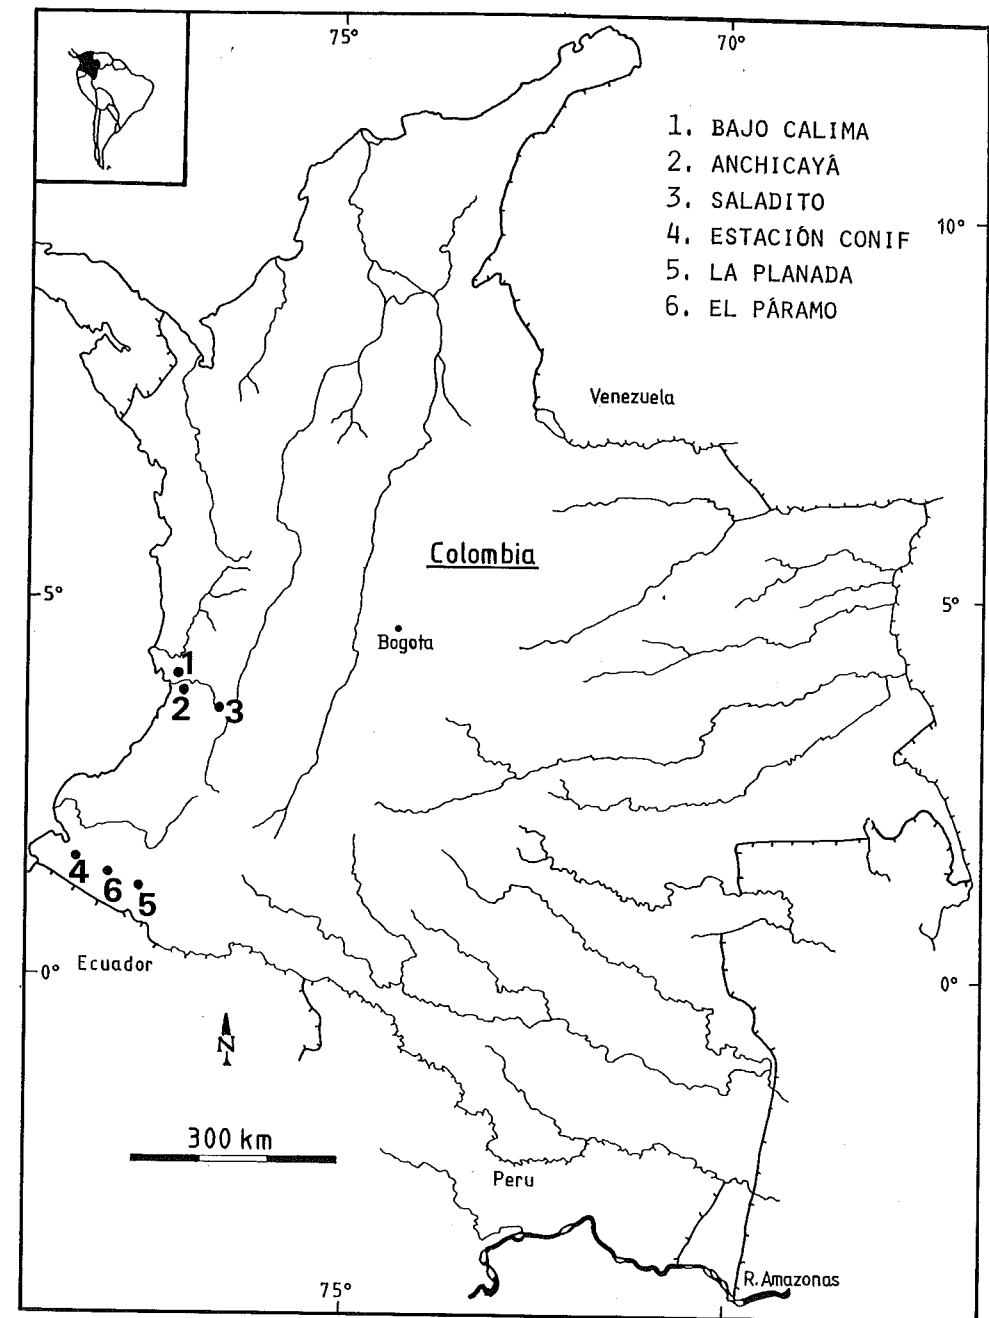 75°
70°
1. BAJO CALIMA
2. ANCHICAYÁ
3. SALADITO
4. ESTACIÓN CONIF
5. LA PLANADA
6. EL PÁRAMO
10°
Venezuela
Colombia
5°
5°
Bogota
1
2
3
4
6
5
Ecuador
0°
0°
N
300 km
Peru
R. Amazonas
75°